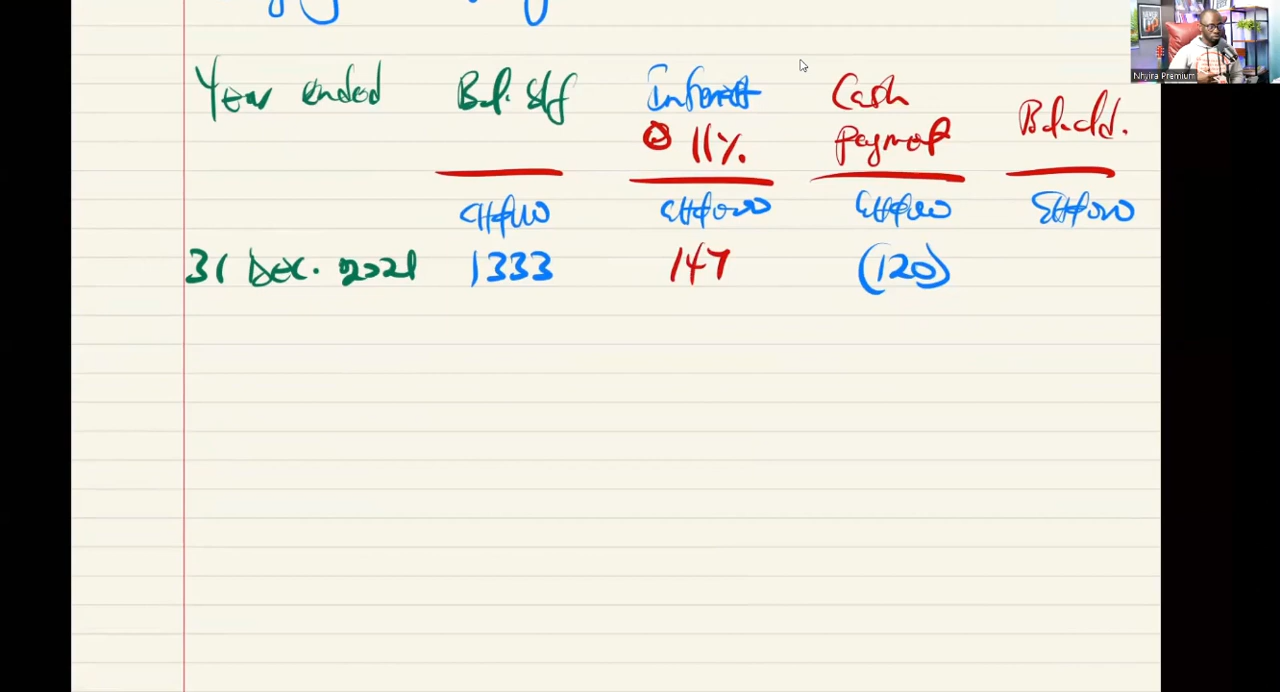 Year ended Bal. b/f Interest Cash
@ 11% payment Bal. c/d.
GH¢000 GH¢000 GH¢000 GH¢000
31 Dec. 2021 1333 147 (120)
Nhyira Premium